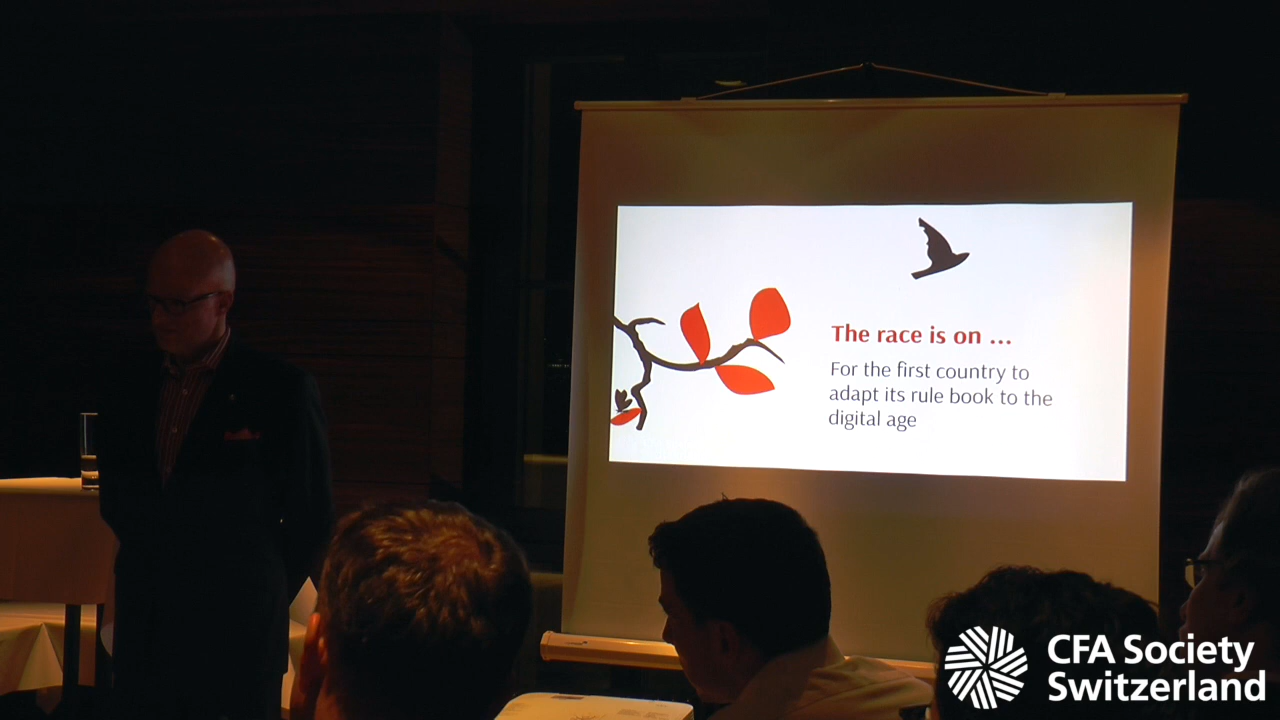 The race is on ...
For the first country to
adapt its rule book to the
digital age
CFA Society
Switzerland